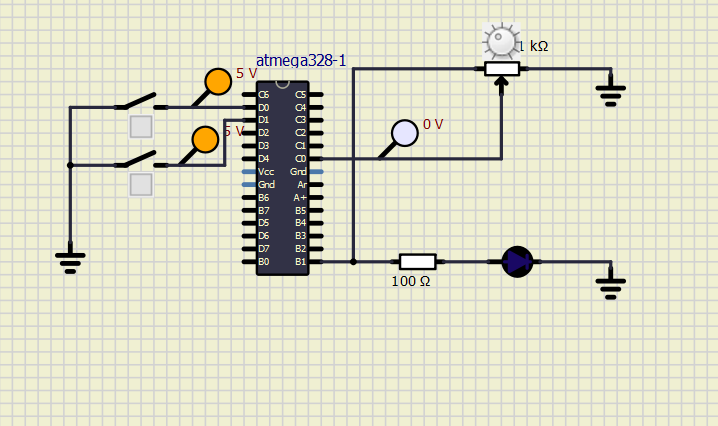 atmega328-1
1 kΩ
5 V
5 V
0 V
C6 C5
D0 C4
D1 C3
D2 C2
D3 C1
D4 C0
Vcc Gnd
Gnd Ar
B6 A+
B7 B5
D5 B4
D6 B3
D7 B2
B0 B1
100 Ω